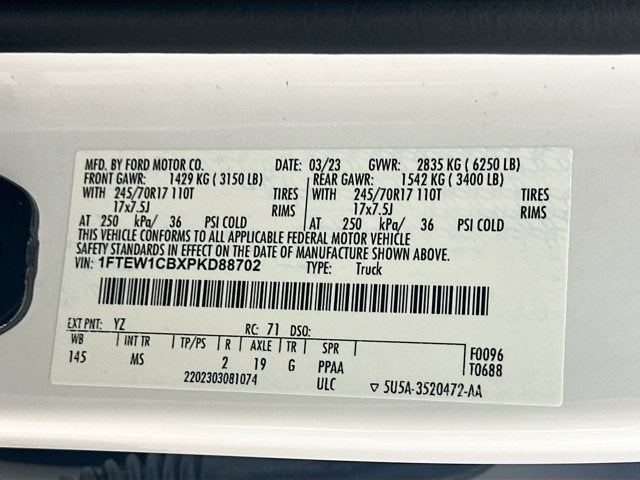 MFD. BY FORD MOTOR CO. DATE: 03/23 GVWR: 2835 KG ( 6250 LB)
FRONT GAWR: 1429 KG ( 3150 LB) REAR GAWR: 1542 KG ( 3400 LB)
WITH 245/70R17 110T TIRES WITH 245/70R17 110T TIRES
17x7.5J RIMS 17x7.5J RIMS
AT 250 kPa/ 36 PSI COLD AT 250 kPa/ 36 PSI COLD
THIS VEHICLE CONFORMS TO ALL APPLICABLE FEDERAL MOTOR VEHICLE
SAFETY STANDARDS IN EFFECT ON THE DATE OF MANUFACTURE SHOWN ABOVE.
VIN: 1FTEW1CBXPKD88702 TYPE: Truck
EXT PNT: YZ RC: 71 DSO:
WB INT TR TP/PS R AXLE TR SPR F0096
145 MS 2 19 G PPAA T0688
2202303081074 ULC ▽ 5U5A-3520472-AA